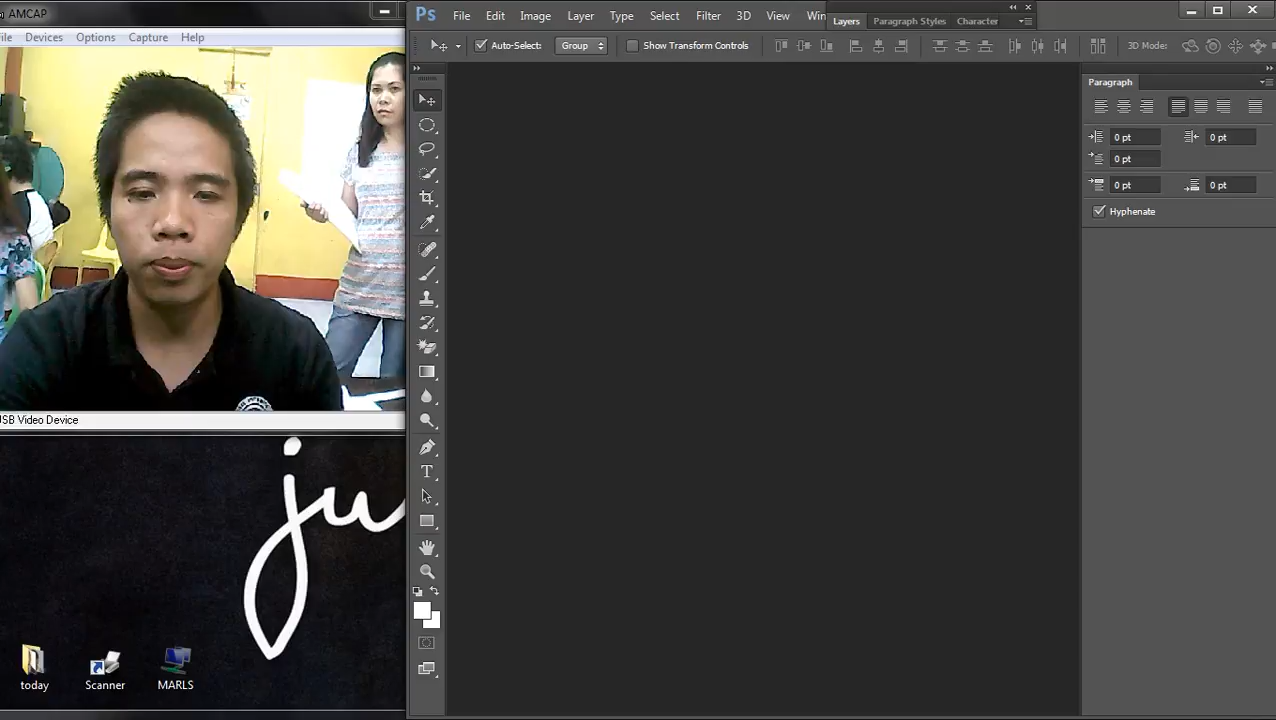 AMCAP
Devices Options Capture Help
USB Video Device
ju
today
Scanner
MARLS
Ps File Edit Image Layer Type Select Filter 3D View
Layers Paragraph Styles Character
Auto-Select: Group Show Transform Controls 3D Mode:
T
Paragraph
0 pt 0 pt
0 pt
0 pt 0 pt
Hyphenate